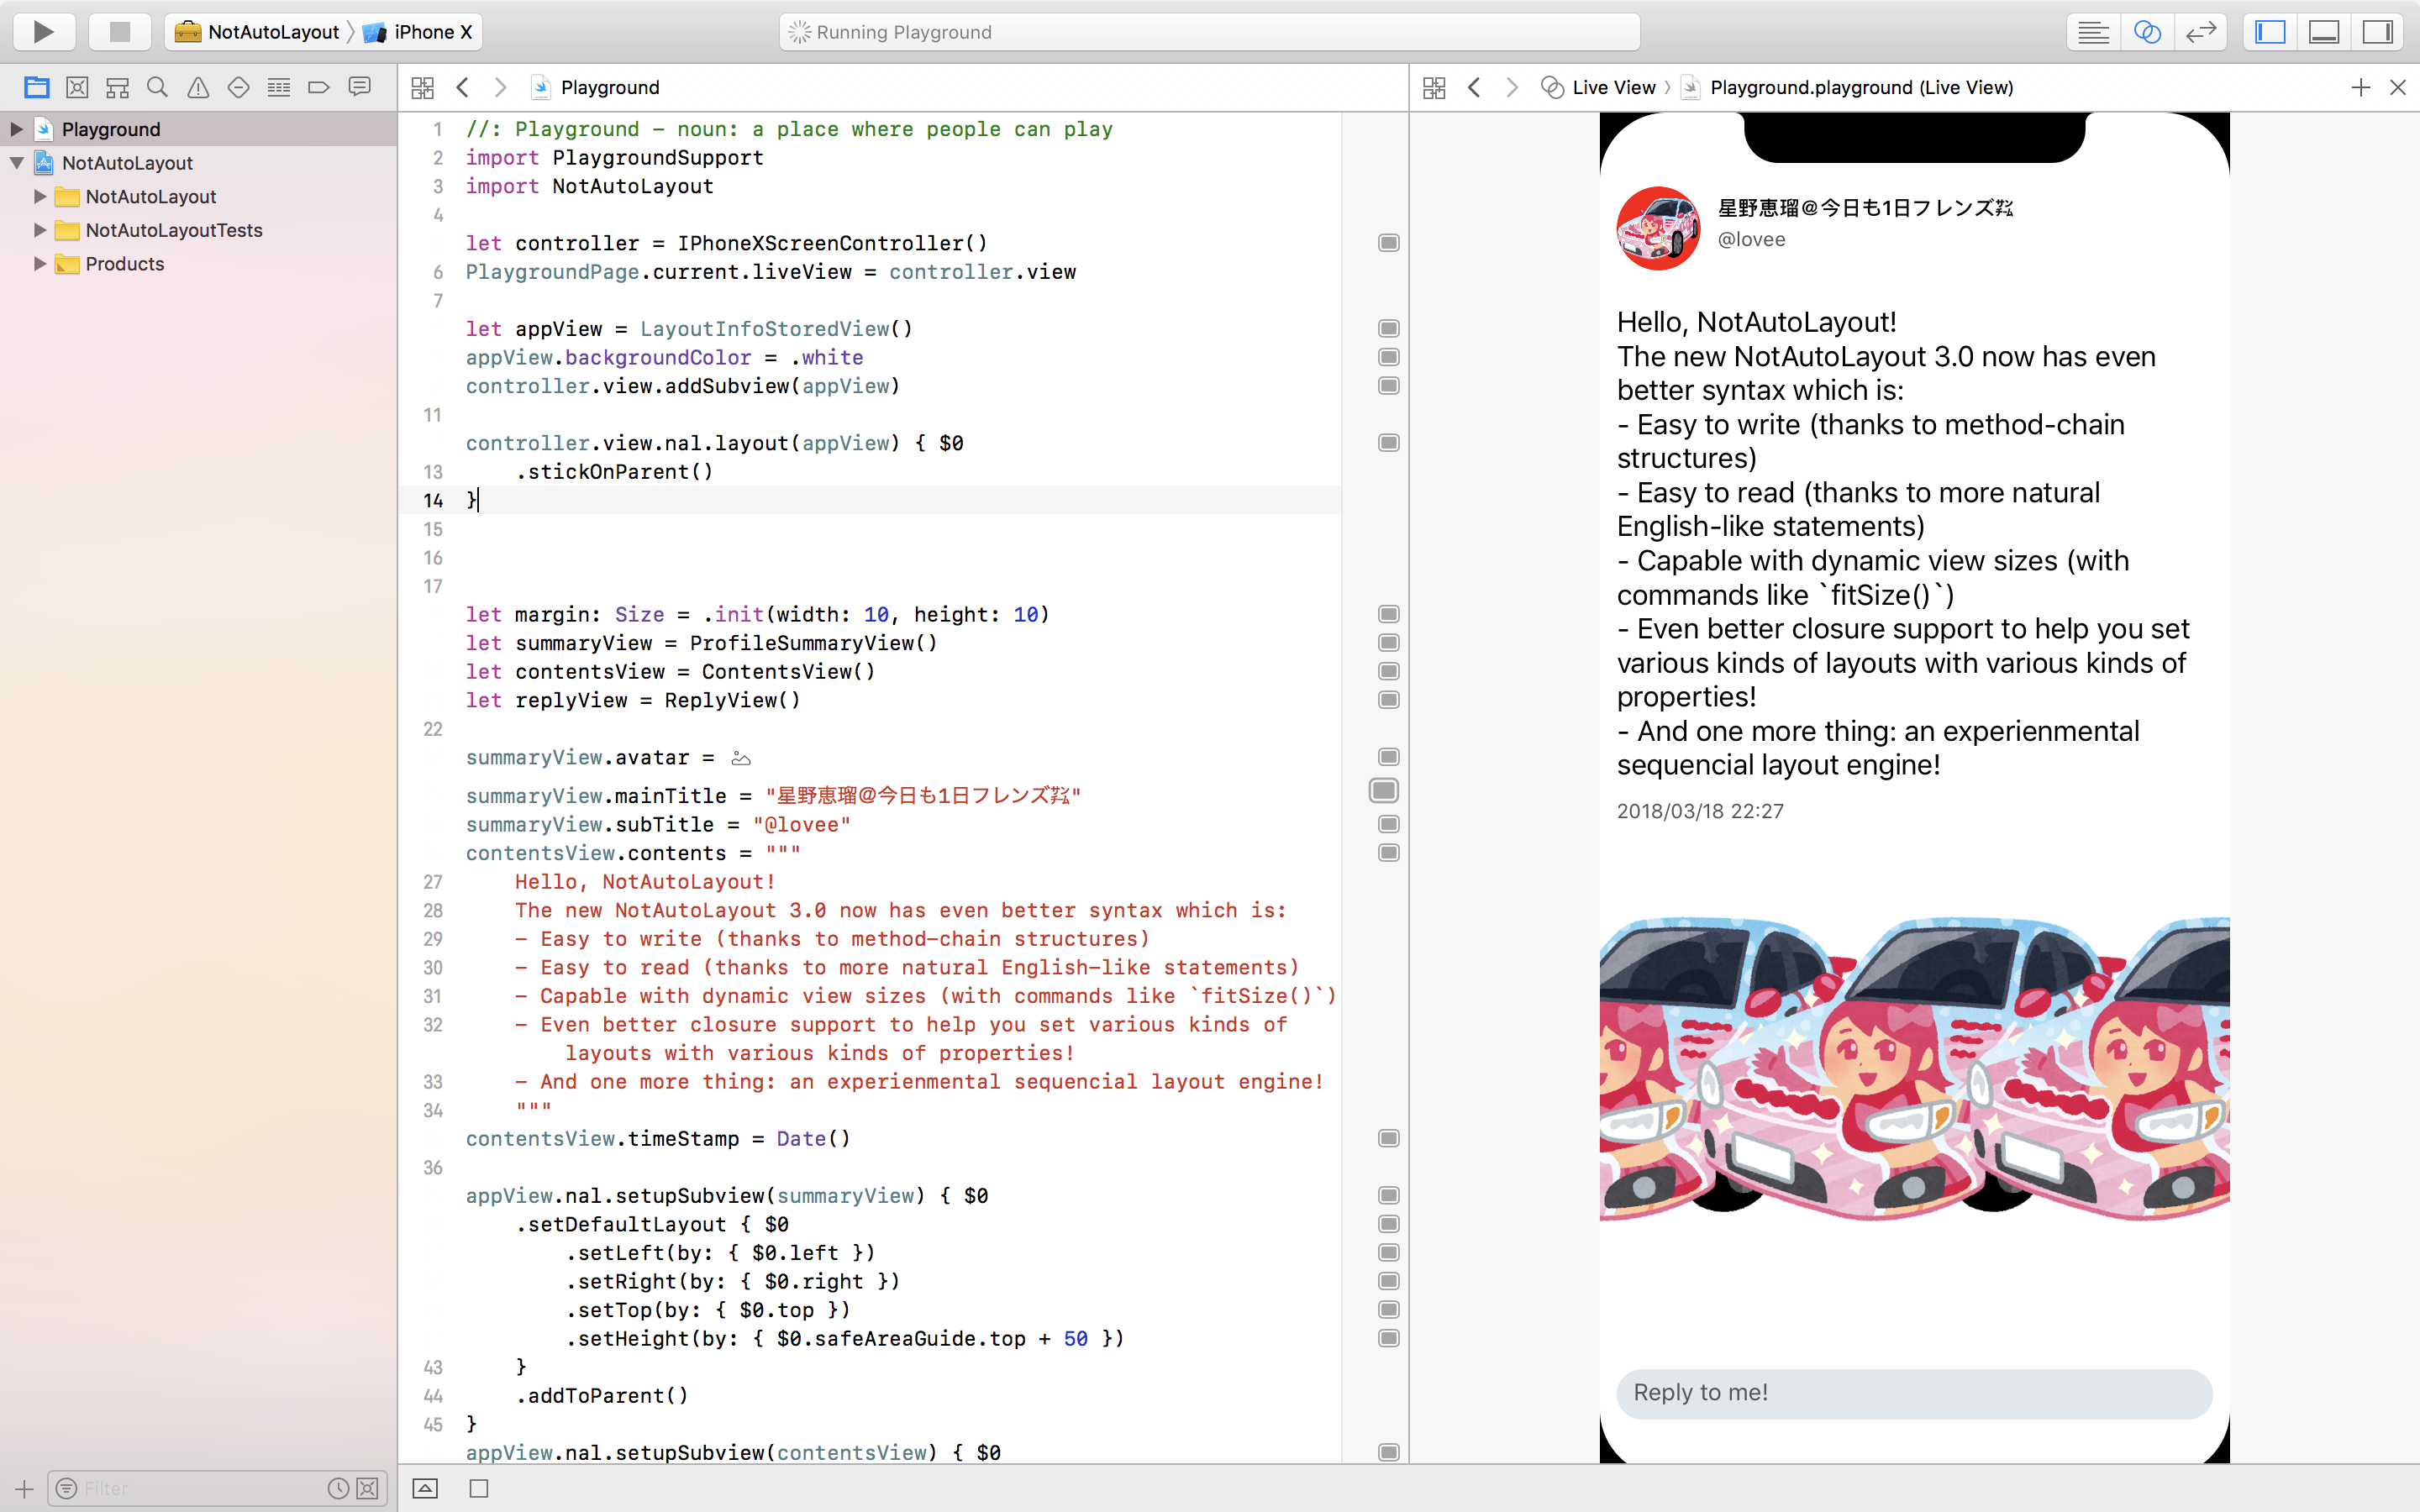 NotAutoLayout 〉 iPhone X
Running Playground
Playground
NotAutoLayout
NotAutoLayout
NotAutoLayoutTests
Products
Filter
Playground
1 //: Playground - noun: a place where people can play
2 import PlaygroundSupport
3 import NotAutoLayout
4
let controller = IPhoneXScreenController()
6 PlaygroundPage.current.liveView = controller.view
7
let appView = LayoutInfoStoredView()
appView.backgroundColor = .white
controller.view.addSubview(appView)
11
controller.view.nal.layout(appView) { $0
13 .stickOnParent()
14 }
15
16
17
let margin: Size = .init(width: 10, height: 10)
let summaryView = ProfileSummaryView()
let contentsView = ContentsView()
let replyView = ReplyView()
22
summaryView.avatar =
summaryView.mainTitle = "星野恵瑠@今日も1日フレンズ㌠"
summaryView.subTitle = "@lovee"
contentsView.contents = """
27 Hello, NotAutoLayout!
28 The new NotAutoLayout 3.0 now has even better syntax which is:
29 - Easy to write (thanks to method-chain structures)
30 - Easy to read (thanks to more natural English-like statements)
31 - Capable with dynamic view sizes (with commands like `fitSize()`)
32 - Even better closure support to help you set various kinds of
layouts with various kinds of properties!
33 - And one more thing: an experienmental sequencial layout engine!
34 """
contentsView.timeStamp = Date()
36
appView.nal.setupSubview(summaryView) { $0
.setDefaultLayout { $0
.setLeft(by: { $0.left })
.setRight(by: { $0.right })
.setTop(by: { $0.top })
.setHeight(by: { $0.safeAreaGuide.top + 50 })
43 }
44 .addToParent()
45 }
appView.nal.setupSubview(contentsView) { $0
Live View 〉 Playground.playground (Live View)
星野恵瑠@今日も1日フレンズ㌠
@lovee
Hello, NotAutoLayout!
The new NotAutoLayout 3.0 now has even
better syntax which is:
- Easy to write (thanks to method-chain
structures)
- Easy to read (thanks to more natural
English-like statements)
- Capable with dynamic view sizes (with
commands like `fitSize()`)
- Even better closure support to help you set
various kinds of layouts with various kinds of
properties!
- And one more thing: an experienmental
sequencial layout engine!
2018/03/18 22:27
Reply to me!